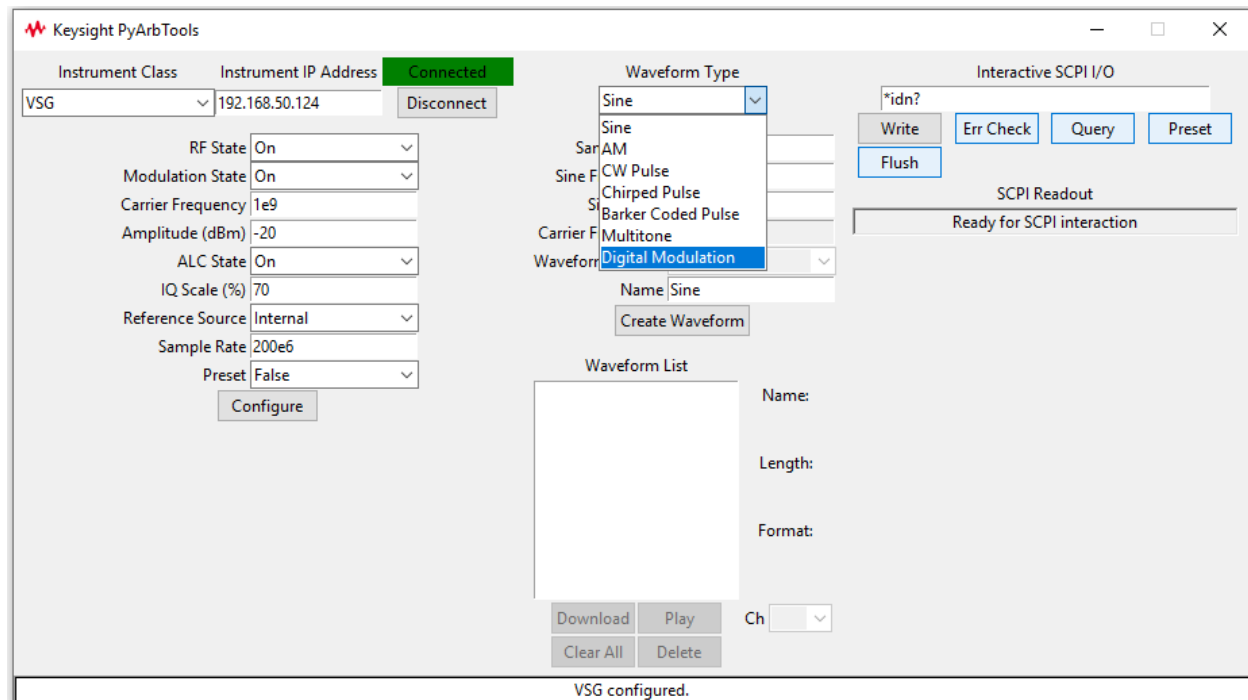 Keysight PyArbTools
Instrument Class
Instrument IP Address
Connected
VSG
192.168.50.124
Disconnect
RF State On
Modulation State On
Carrier Frequency 1e9
Amplitude (dBm) -20
ALC State On
IQ Scale (%) 70
Reference Source Internal
Sample Rate 200e6
Preset False
Configure
Waveform Type
Sine
Sine
AM
CW Pulse
Chirped Pulse
Barker Coded Pulse
Multitone
Digital Modulation
Sine F
Carrier F
Name Sine
Create Waveform
Waveform List
Name:
Length:
Format:
Download
Play
Ch
Clear All
Delete
Interactive SCPI I/O
*idn?
Write
Err Check
Query
Preset
Flush
SCPI Readout
Ready for SCPI interaction
VSG configured.